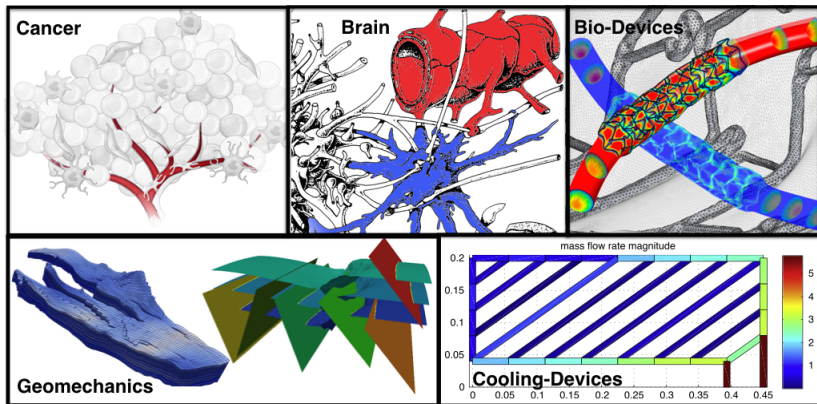 Cancer
Brain
Bio-Devices
Geomechanics
mass flow rate magnitude
0.2
0.15
0.1
0.05
0
0 0.05 0.1 0.15 0.2 0.25 0.3 0.35 0.4 0.45
5
4
3
2
1
Cooling-Devices